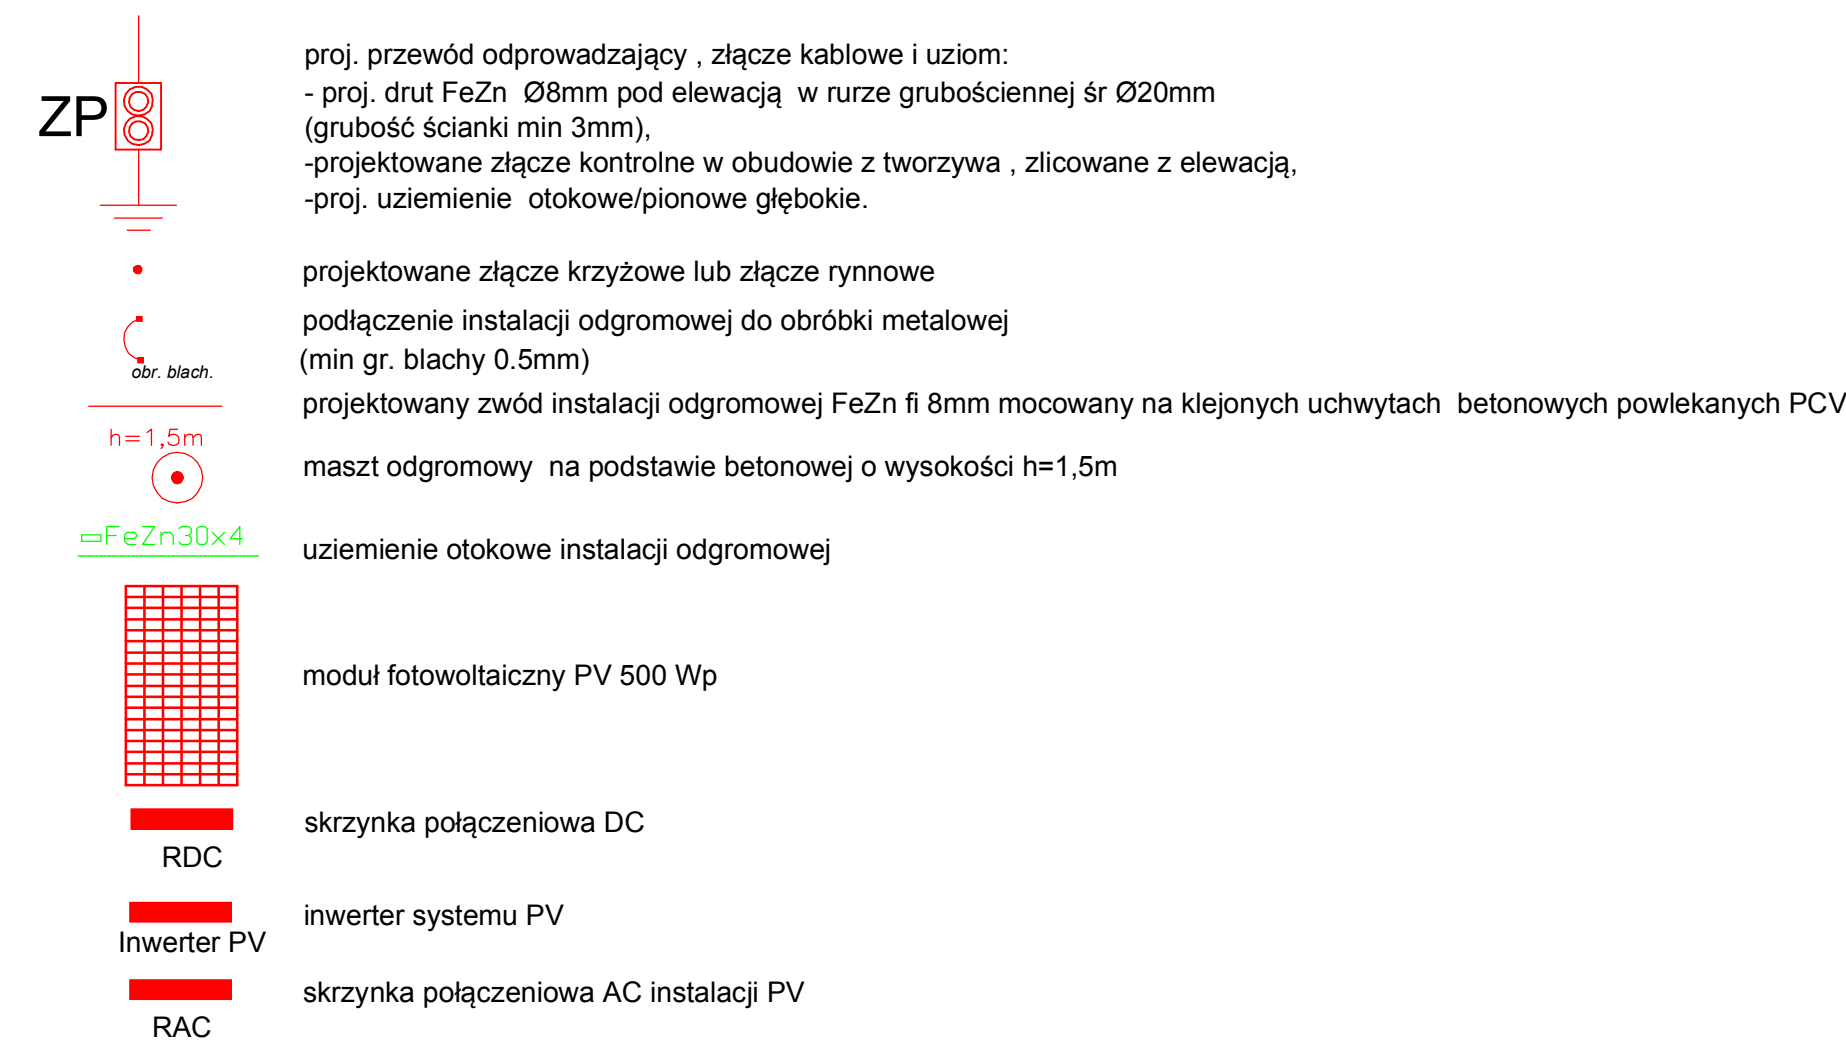 proj. przewód odprowadzający , złącze kablowe i uziom:
ZP
- proj. drut FeZn Ø8mm pod elewacją w rurze grubościennej śr Ø20mm
(grubość ścianki min 3mm),
-projektowane złącze kontrolne w obudowie z tworzywa , zlicowane z elewacją,
-proj. uziemienie otokowe/pionowe głębokie.
projektowane złącze krzyżowe lub złącze rynnowe
podłączenie instalacji odgromowej do obróbki metalowej
(min gr. blachy 0.5mm)
obr. blach.
projektowany zwód instalacji odgromowej FeZn fi 8mm mocowany na klejonych uchwytach betonowych powlekanych PCV
h=1,5m
maszt odgromowy na podstawie betonowej o wysokości h=1,5m
FeZn30x4
uziemienie otokowe instalacji odgromowej
moduł fotowoltaiczny PV 500 Wp
skrzynka połączeniowa DC
RDC
inwerter systemu PV
Inwerter PV
skrzynka połączeniowa AC instalacji PV
RAC